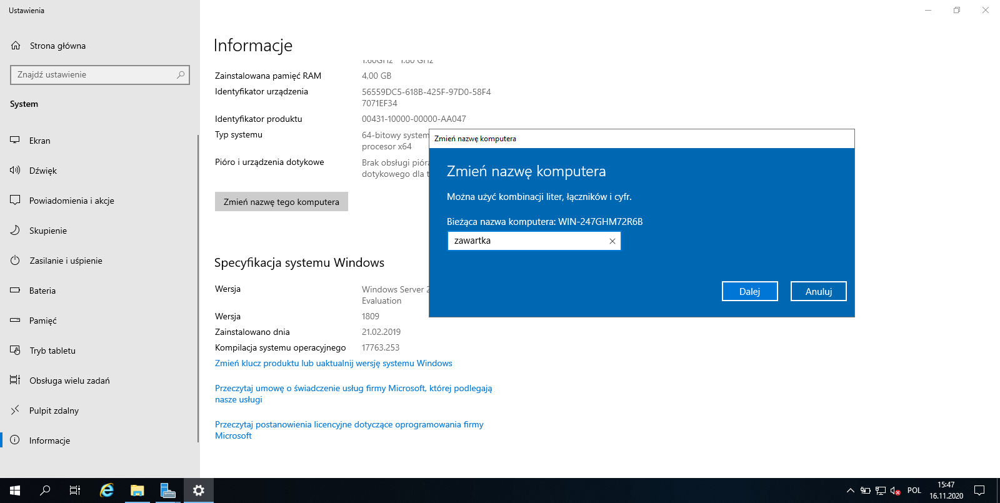 Ustawienia
Strona główna
Znajdź ustawienie
System
Ekran
Dźwięk
Powiadomienia i akcje
Skupienie
Zasilanie i uśpienie
Bateria
Pamięć
Tryb tabletu
Obsługa wielu zadań
Pulpit zdalny
Informacje
Informacje
1.60GHz 1.80 GHz
Zainstalowana pamięć RAM 4,00 GB
Identyfikator urządzenia 56559DC5-618B-425F-97D0-58F4
7071EF34
Identyfikator produktu 00431-10000-00000-AA047
Typ systemu 64-bitowy system
procesor x64
Pióro i urządzenia dotykowe Brak obsługi pióra
dotykowego dla t
Zmień nazwę tego komputera
Specyfikacja systemu Windows
Wersja Windows Server 2
Evaluation
Wersja 1809
Zainstalowano dnia 21.02.2019
Kompilacja systemu operacyjnego 17763.253
Zmień klucz produktu lub uaktualnij wersję systemu Windows
Przeczytaj umowę o świadczenie usług firmy Microsoft, której podlegają
nasze usługi
Przeczytaj postanowienia licencyjne dotyczące oprogramowania firmy
Microsoft
Zmień nazwę komputera
Zmień nazwę komputera
Można użyć kombinacji liter, łączników i cyfr.
Bieżąca nazwa komputera: WIN-247GHM72R6B
zawartka
Dalej Anuluj
POL
15:47
16.11.2020